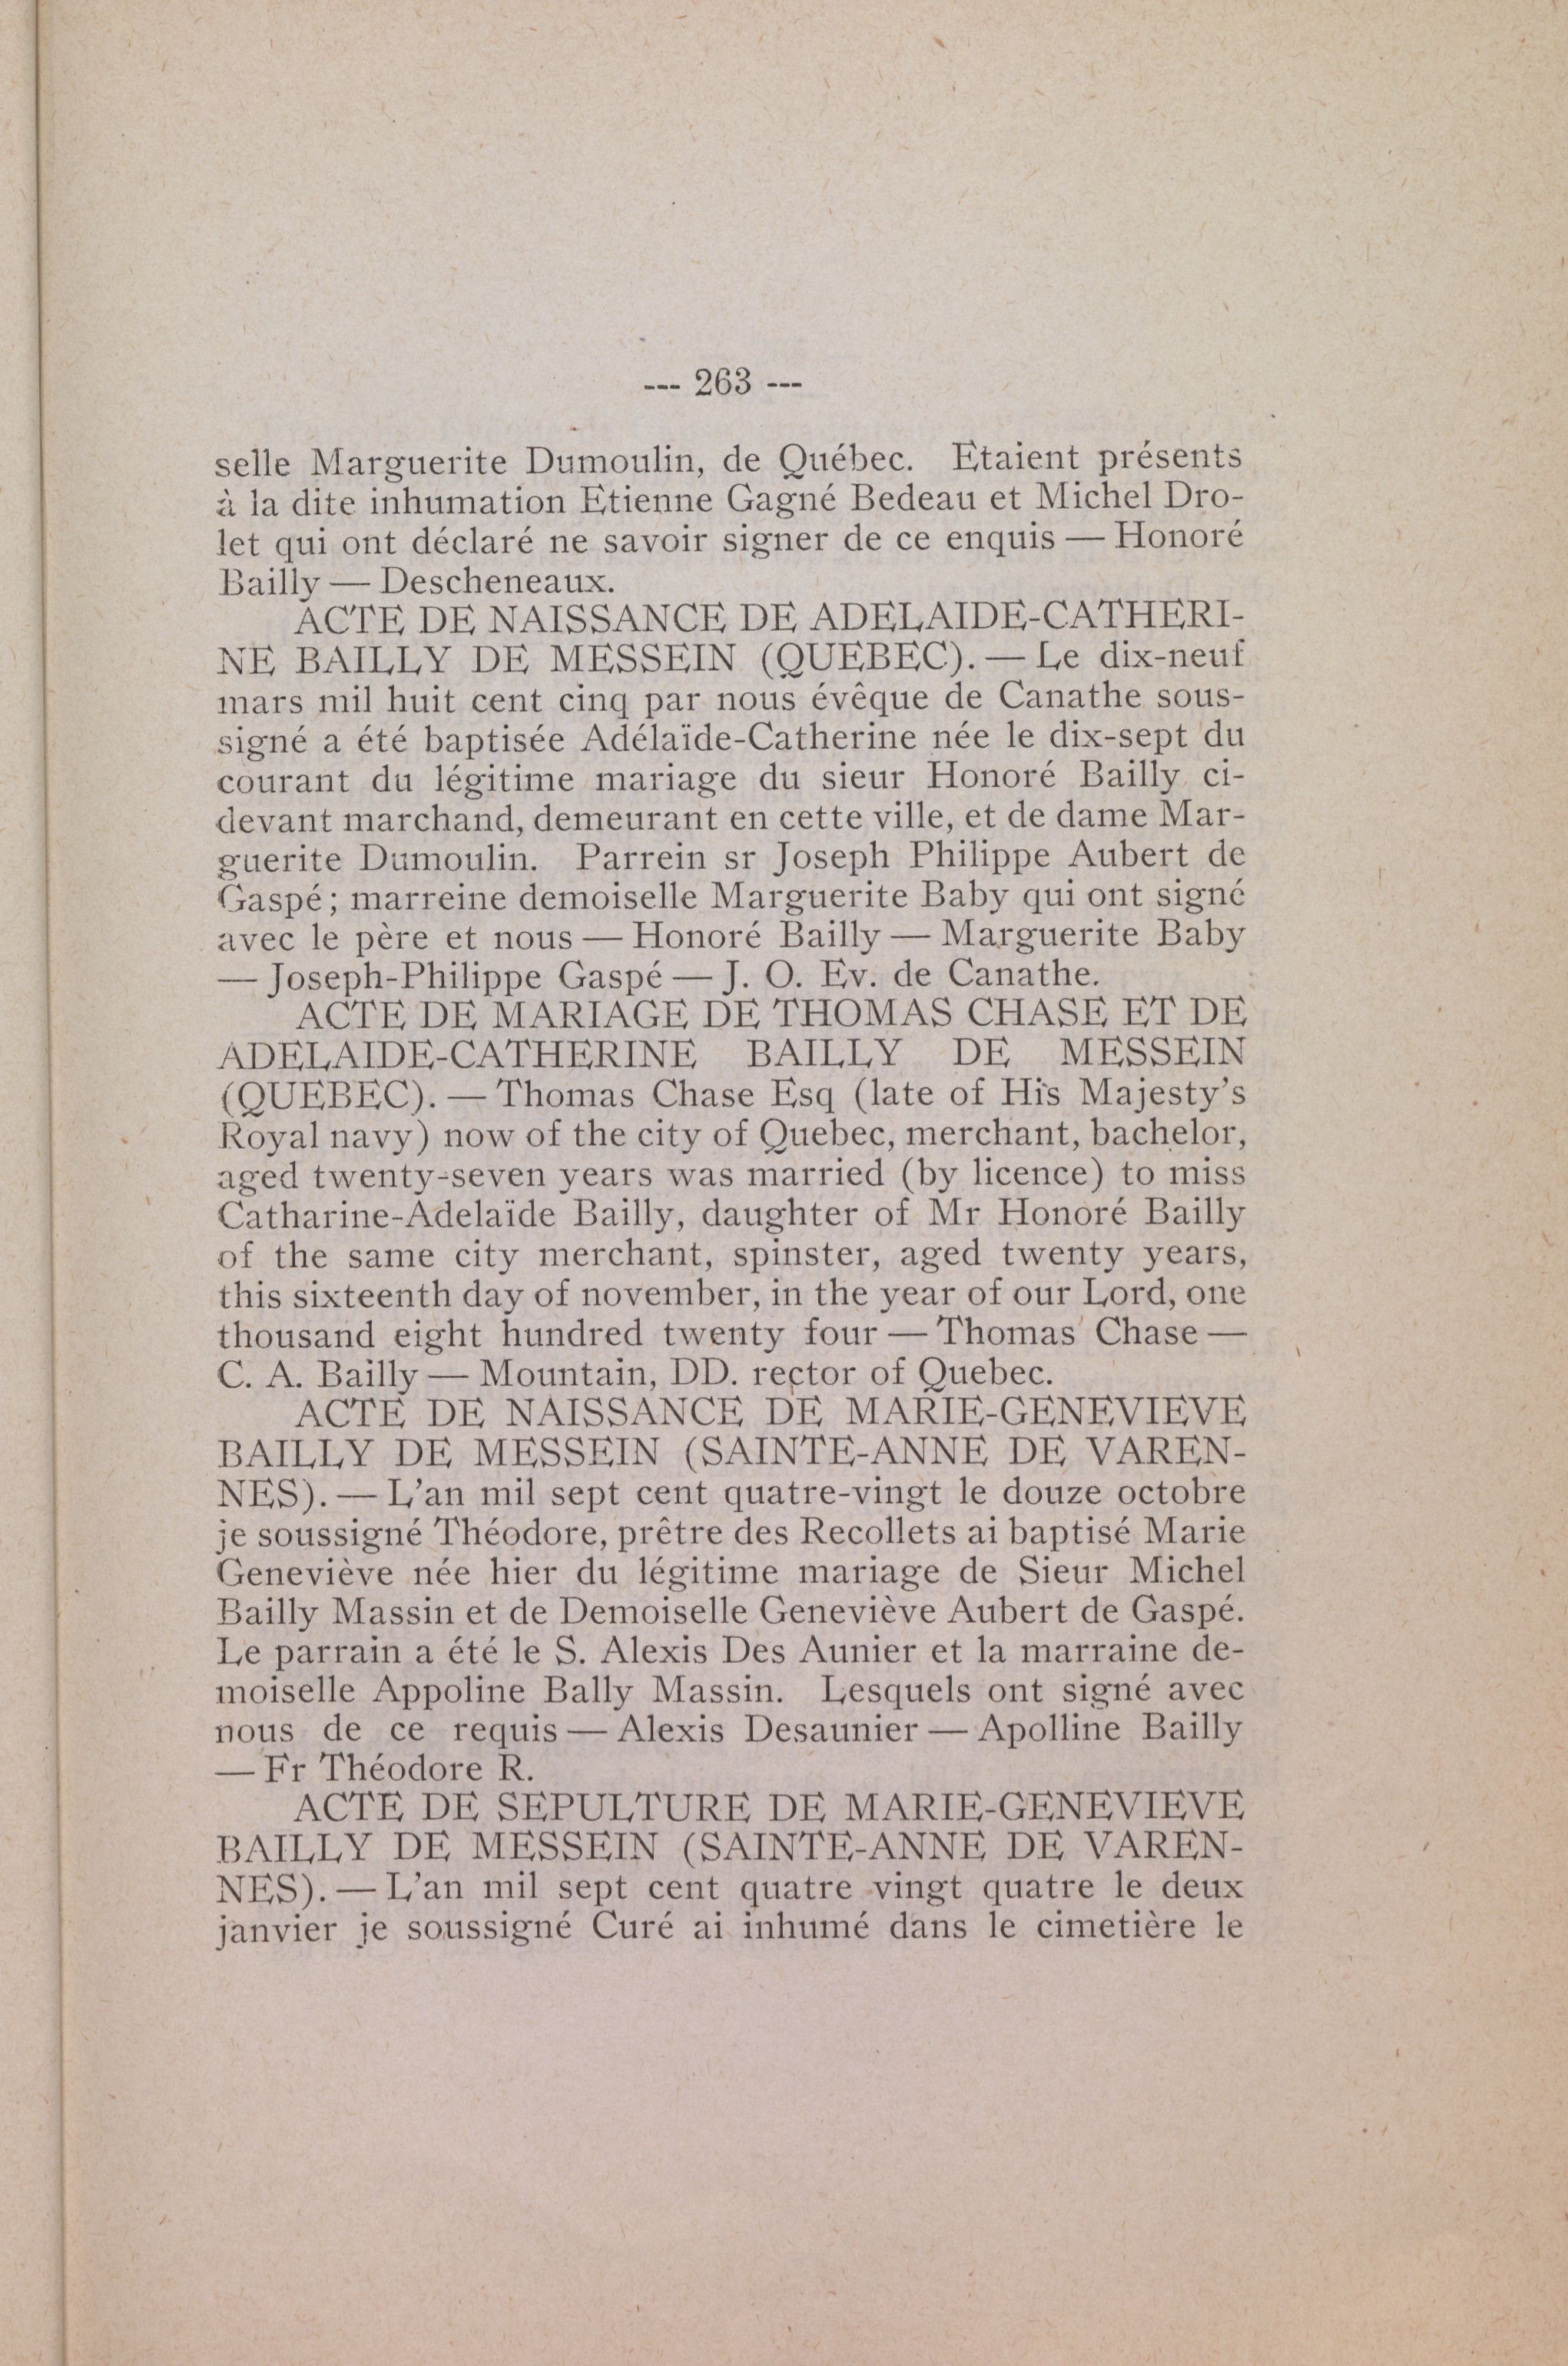 --- 263 ---
selle Marguerite Dumoulin, de Québec. Etaient présents
à la dite inhumation Etienne Gagné Bedeau et Michel Dro-
let qui ont déclaré ne savoir signer de ce enquis — Honoré
Bailly — Descheneaux.
ACTE DE NAISSANCE DE ADELAIDE-CATHERI-
NE BAILLY DE MESSEIN (QUEBEC). — Le dix-neuf
mars mil huit cent cinq par nous évêque de Canathe sous-
signé a été baptisée Adélaïde-Catherine née le dix-sept du
courant du légitime mariage du sieur Honoré Bailly ci-
devant marchand, demeurant en cette ville, et de dame Mar-
guerite Dumoulin. Parrein sr Joseph Philippe Aubert de
Gaspé; marreine demoiselle Marguerite Baby qui ont signé
avec le père et nous — Honoré Bailly — Marguerite Baby
— Joseph-Philippe Gaspé — J. O. Ev. de Canathe.
ACTE DE MARIAGE DE THOMAS CHASE ET DE
ADELAIDE-CATHERINE BAILLY DE MESSEIN
(QUEBEC). — Thomas Chase Esq (late of His Majesty's
Royal navy) now of the city of Quebec, merchant, bachelor,
aged twenty-seven years was married (by licence) to miss
Catharine-Adelaïde Bailly, daughter of Mr Honoré Bailly
of the same city merchant, spinster, aged twenty years,
this sixteenth day of november, in the year of our Lord, one
thousand eight hundred twenty four — Thomas Chase —
C. A. Bailly — Mountain, DD. rector of Quebec.
ACTE DE NAISSANCE DE MARIE-GENEVIEVE
BAILLY DE MESSEIN (SAINTE-ANNE DE VAREN-
NES). — L'an mil sept cent quatre-vingt le douze octobre
je soussigné Théodore, prêtre des Recollets ai baptisé Marie
Geneviève née hier du légitime mariage de Sieur Michel
Bailly Massin et de Demoiselle Geneviève Aubert de Gaspé.
Le parrain a été le S. Alexis Des Aunier et la marraine de-
moiselle Appoline Bally Massin. Lesquels ont signé avec
nous de ce requis — Alexis Desaunier — Apolline Bailly
— Fr Théodore R.
ACTE DE SEPULTURE DE MARIE-GENEVIEVE
BAILLY DE MESSEIN (SAINTE-ANNE DE VAREN-
NES). — L'an mil sept cent quatre vingt quatre le deux
janvier je soussigné Curé ai inhumé dans le cimetière le